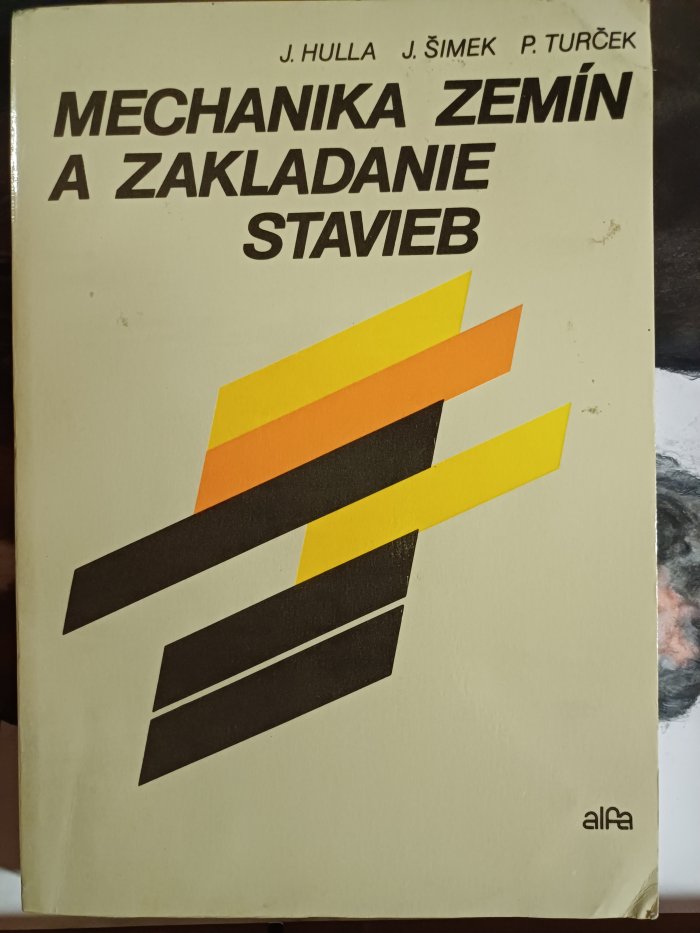 J. HULLA J. ŠIMEK P. TURČEK
MECHANIKA ZEMÍN
A ZAKLADANIE
STAVIEB
alfa